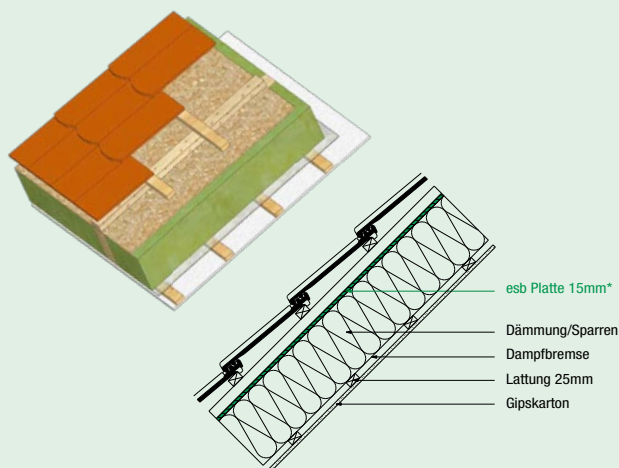 esb Platte 15mm*
Dämmung/Sparren
Dampfbremse
Lattung 25mm
Gipskarton